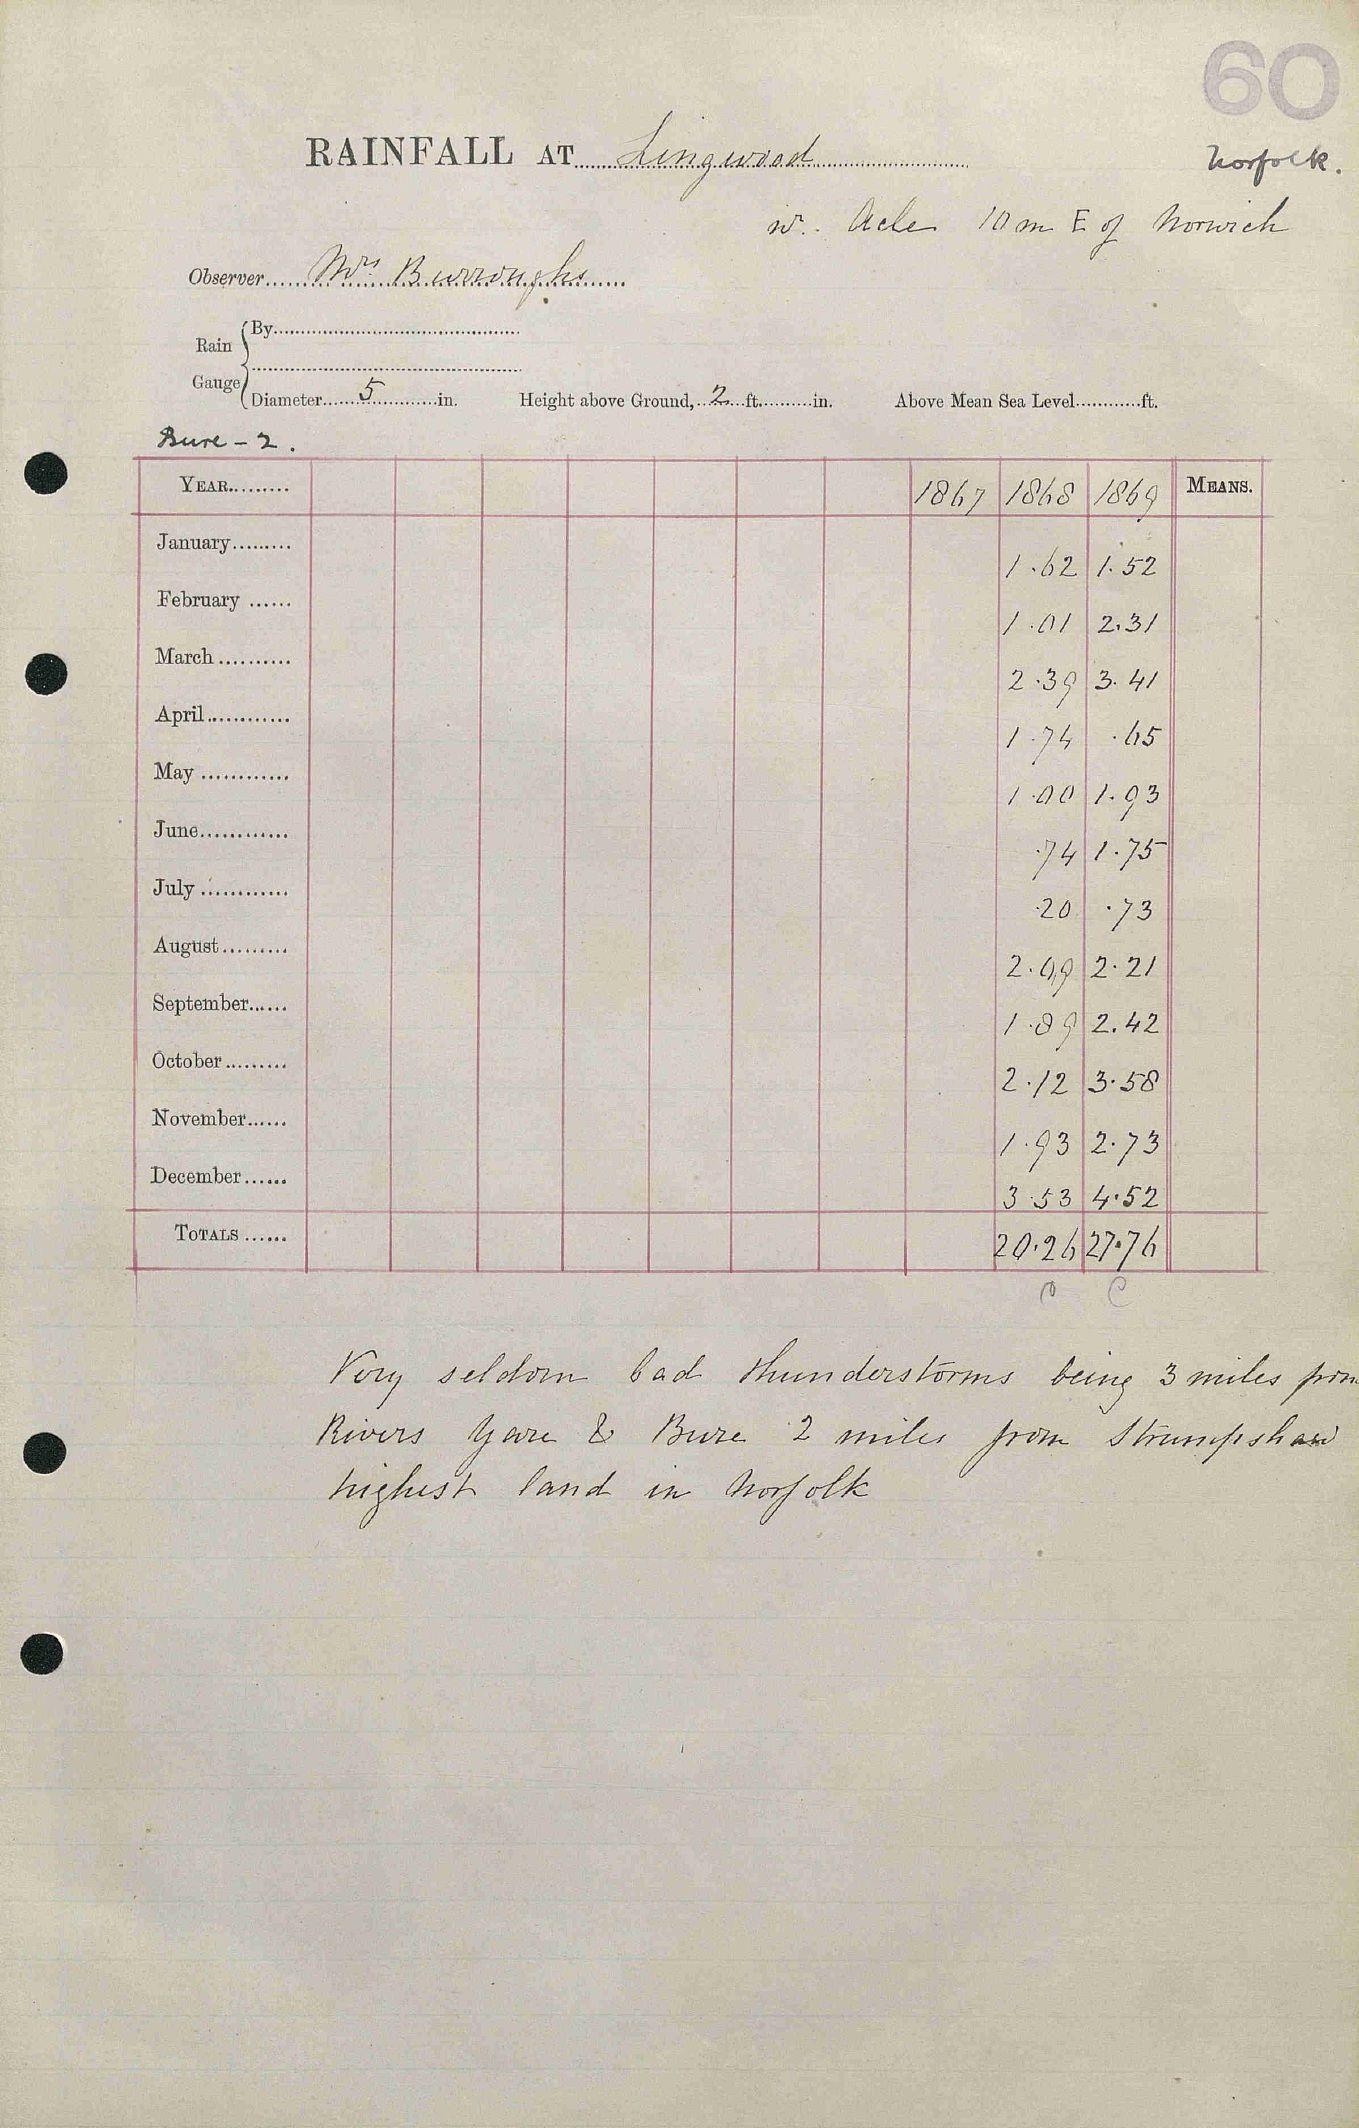 60
RAINFALL AT Lingwood
Norfolk.
nr. Acle 10 m E of Norwich
Observer Mrs Burroughs
Rain Gauge
By
Diameter 5 in. Height above Ground, 2 ft. in. Above Mean Sea Level ft.
Bure - 2.
YEAR 1867 1868 1869 MEANS.
January 1.62 1.52
February 1.01 2.31
March 2.39 3.41
April 1.74 .65
May 1.00 1.93
June .74 1.75
July .20 .73
August 2.09 2.21
September 1.89 2.42
October 2.12 3.58
November 1.93 2.73
December 3.53 4.52
TOTALS 20.26 27.76
C C
Very seldom bad thunderstorms being 3 miles from
Rivers Yare & Bure 2 miles from Strumpshaw
highest land in Norfolk